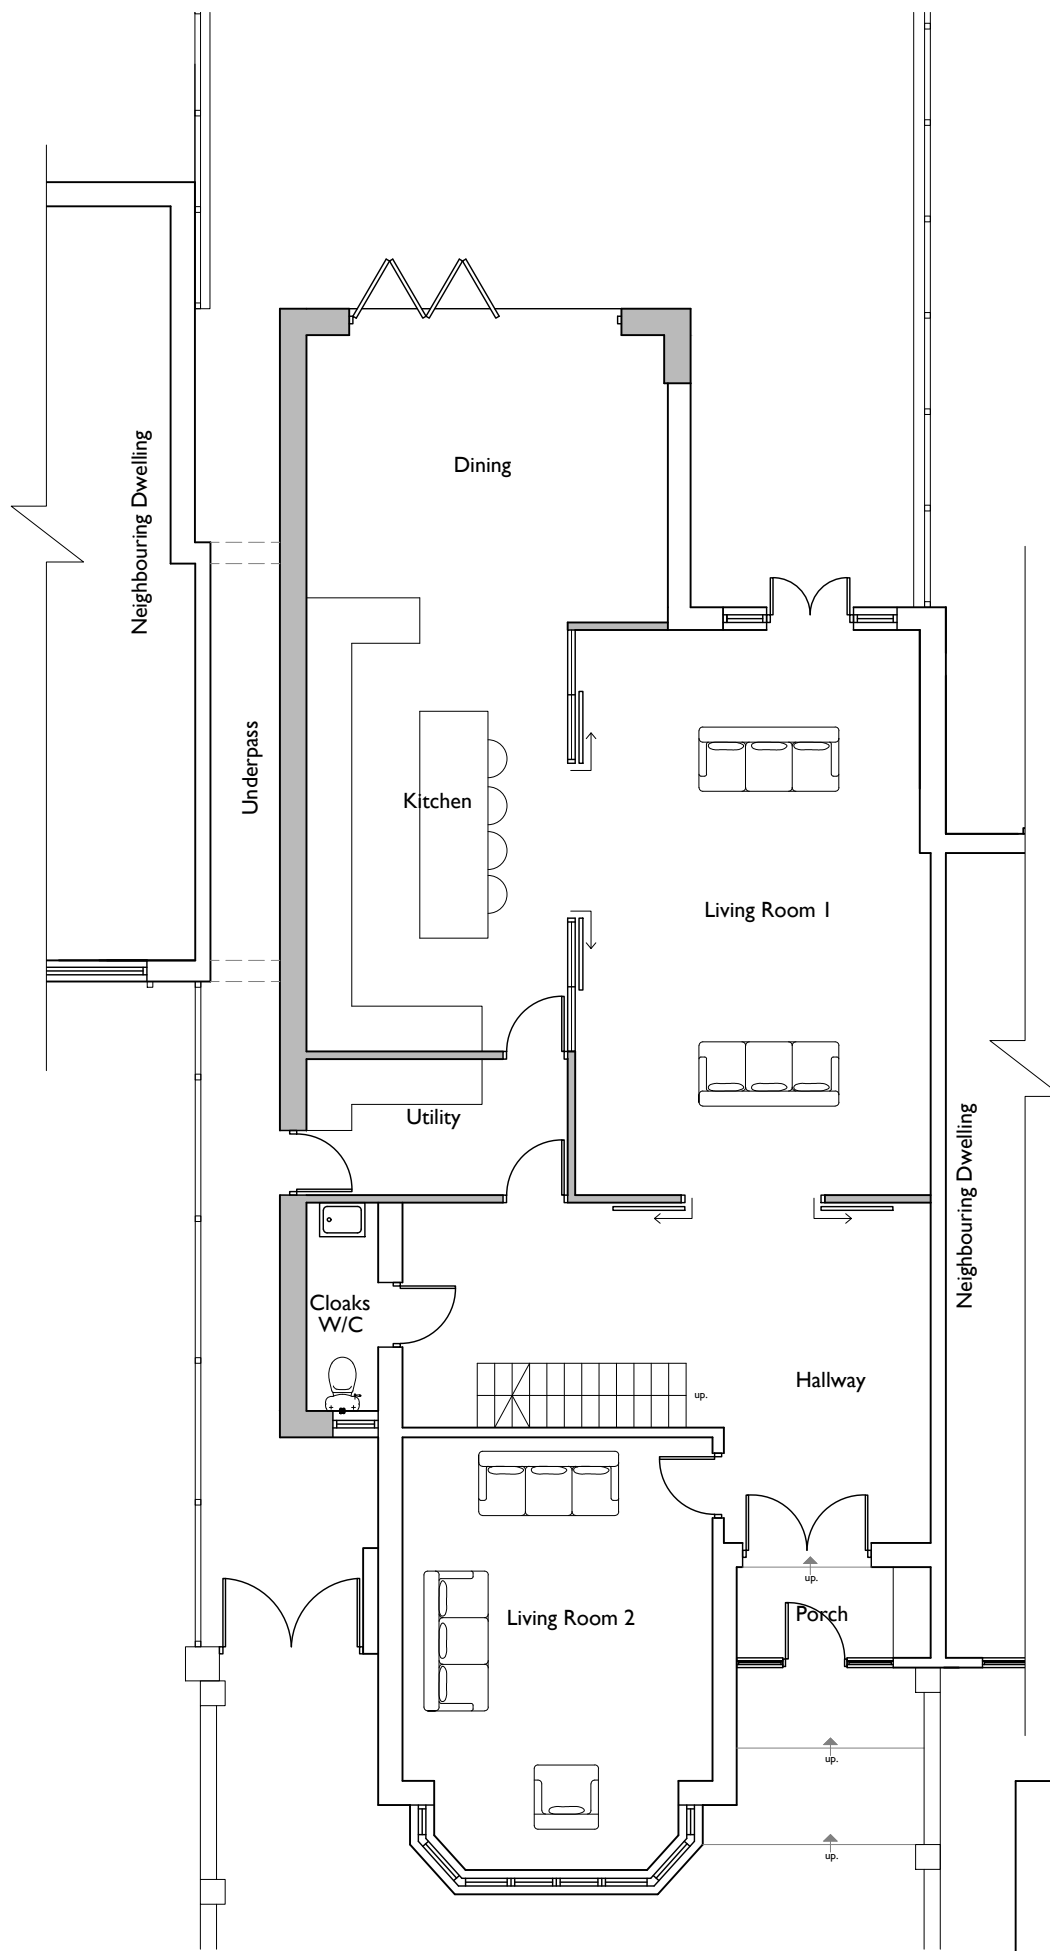 Dining
Neighbouring Dwelling
Underpass
Kitchen
Living Room 1
Utility
Neighbouring Dwelling
Cloaks
W/C
Hallway
up.
up.
Porch
Living Room 2
up.
up.